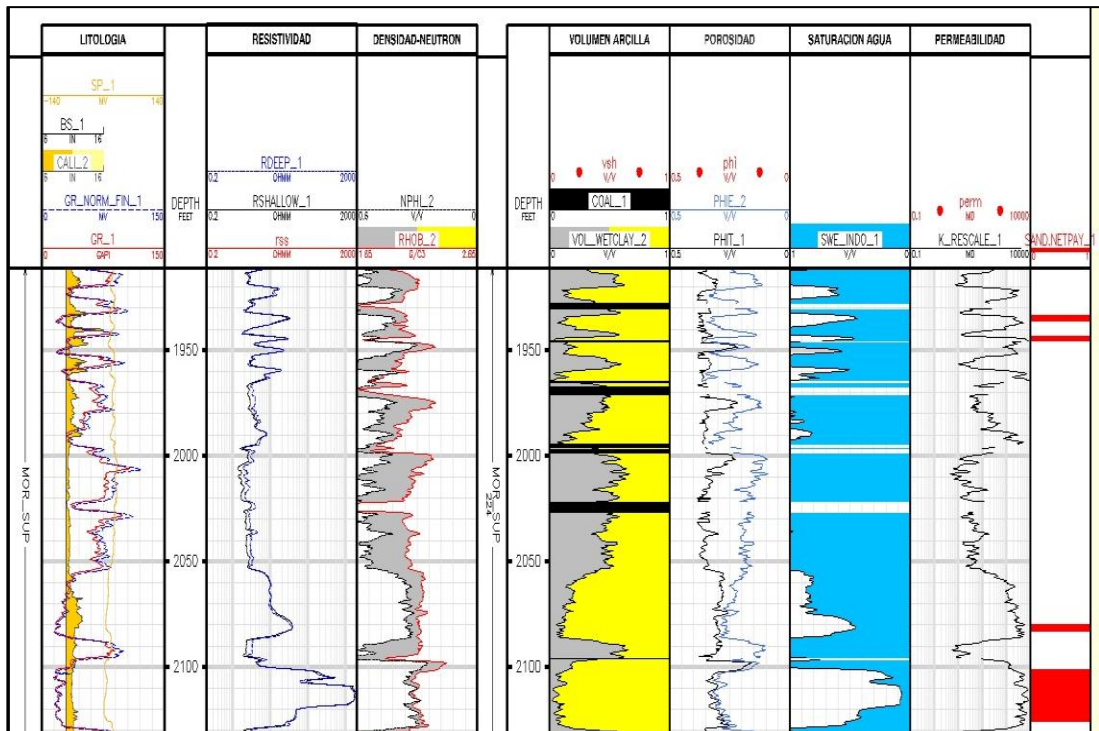 LITOLOGIA
RESISTIVIDAD
DENSIDAD-NEUTRON
VOLUMEN ARCILLA
POROSIDAD
SATURACION AGUA
PERMEABILIDAD
SP_1
-140 MV 140
BS_1
6 IN 16
CALI_2
6 IN 16
GR_NORM_FIN_1
0 MV 150
GR_1
0 GAPI 150
DEPTH
FEET
RDEEP_1
0.2 OHMM 2000
RSHALLOW_1
0.2 OHMM 2000
rss
0.2 OHMM 2000
NPHI_2
0.6 V/V 0
RHOB_2
1.65 G/C3 2.65
DEPTH
FEET
vsh
0 V/V 1
COAL_1
VOL_WETCLAY_2
0 V/V 1
phi
0.5 V/V 0
PHIE_2
0.5 V/V 0
PHIT_1
0.5 V/V 0
SWE_INDO_1
1 V/V 0
perm
0.1 MD 10000
K_RESCALE_1
0.1 MD 10000
SAND.NETPAY_1
0 1
MOR_SUP
1950
2000
2050
2100
MOR_SUP
224
1950
2000
2050
2100